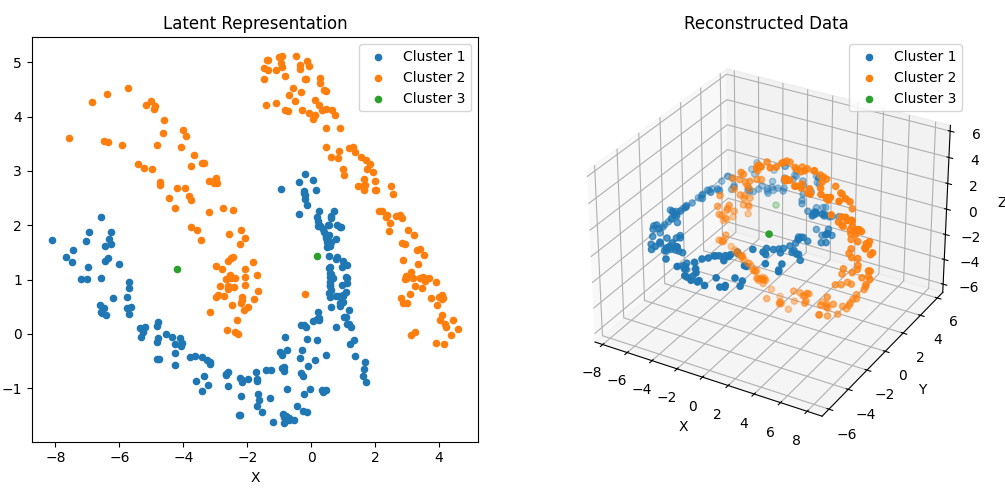 Latent Representation
Cluster 1
Cluster 2
Cluster 3
5
4
3
2
1
0
−1
−8 −6 −4 −2 0 2 4
X
Reconstructed Data
Cluster 1
Cluster 2
Cluster 3
6
4
2
0
−2
−4
−6
Z
−8 −6 −4 −2 0 2 4 6 8
X
−6 −4 −2 0 2 4 6
Y